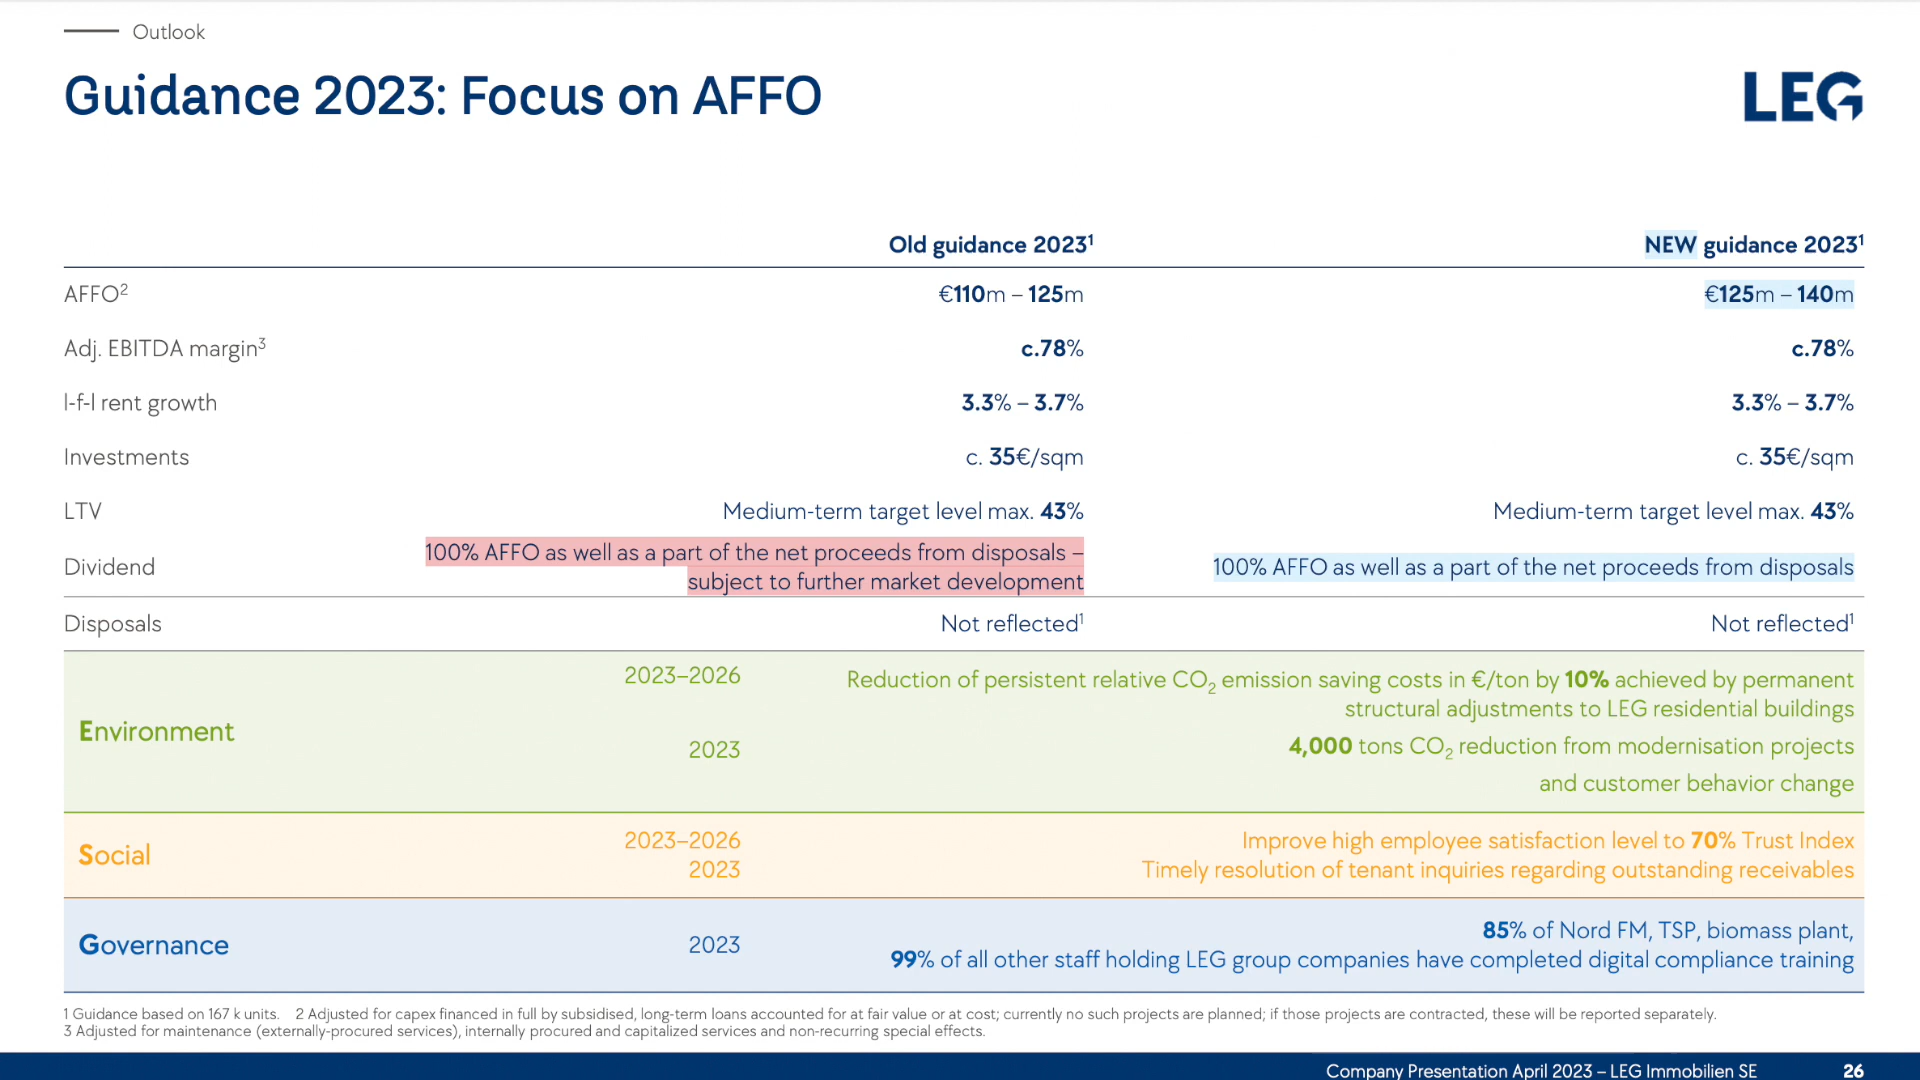 Outlook
Guidance 2023: Focus on AFFO
LEG
Old guidance 2023¹ NEW guidance 2023¹
AFFO² €110m – 125m €125m – 140m
Adj. EBITDA margin³ c.78% c.78%
l-f-l rent growth 3.3% – 3.7% 3.3% – 3.7%
Investments c. 35€/sqm c. 35€/sqm
LTV Medium-term target level max. 43% Medium-term target level max. 43%
Dividend 100% AFFO as well as a part of the net proceeds from disposals –
subject to further market development 100% AFFO as well as a part of the net proceeds from disposals
Disposals Not reflected¹ Not reflected¹
Environment
2023–2026 Reduction of persistent relative CO₂ emission saving costs in €/ton by 10% achieved by permanent
structural adjustments to LEG residential buildings
2023 4,000 tons CO₂ reduction from modernisation projects
and customer behavior change
Social
2023–2026 Improve high employee satisfaction level to 70% Trust Index
2023 Timely resolution of tenant inquiries regarding outstanding receivables
Governance
2023 85% of Nord FM, TSP, biomass plant,
99% of all other staff holding LEG group companies have completed digital compliance training
1 Guidance based on 167 k units. 2 Adjusted for capex financed in full by subsidised, long-term loans accounted for at fair value or at cost; currently no such projects are planned; if those projects are contracted, these will be reported separately.
3 Adjusted for maintenance (externally-procured services), internally procured and capitalized services and non-recurring special effects.
Company Presentation April 2023 – LEG Immobilien SE 26